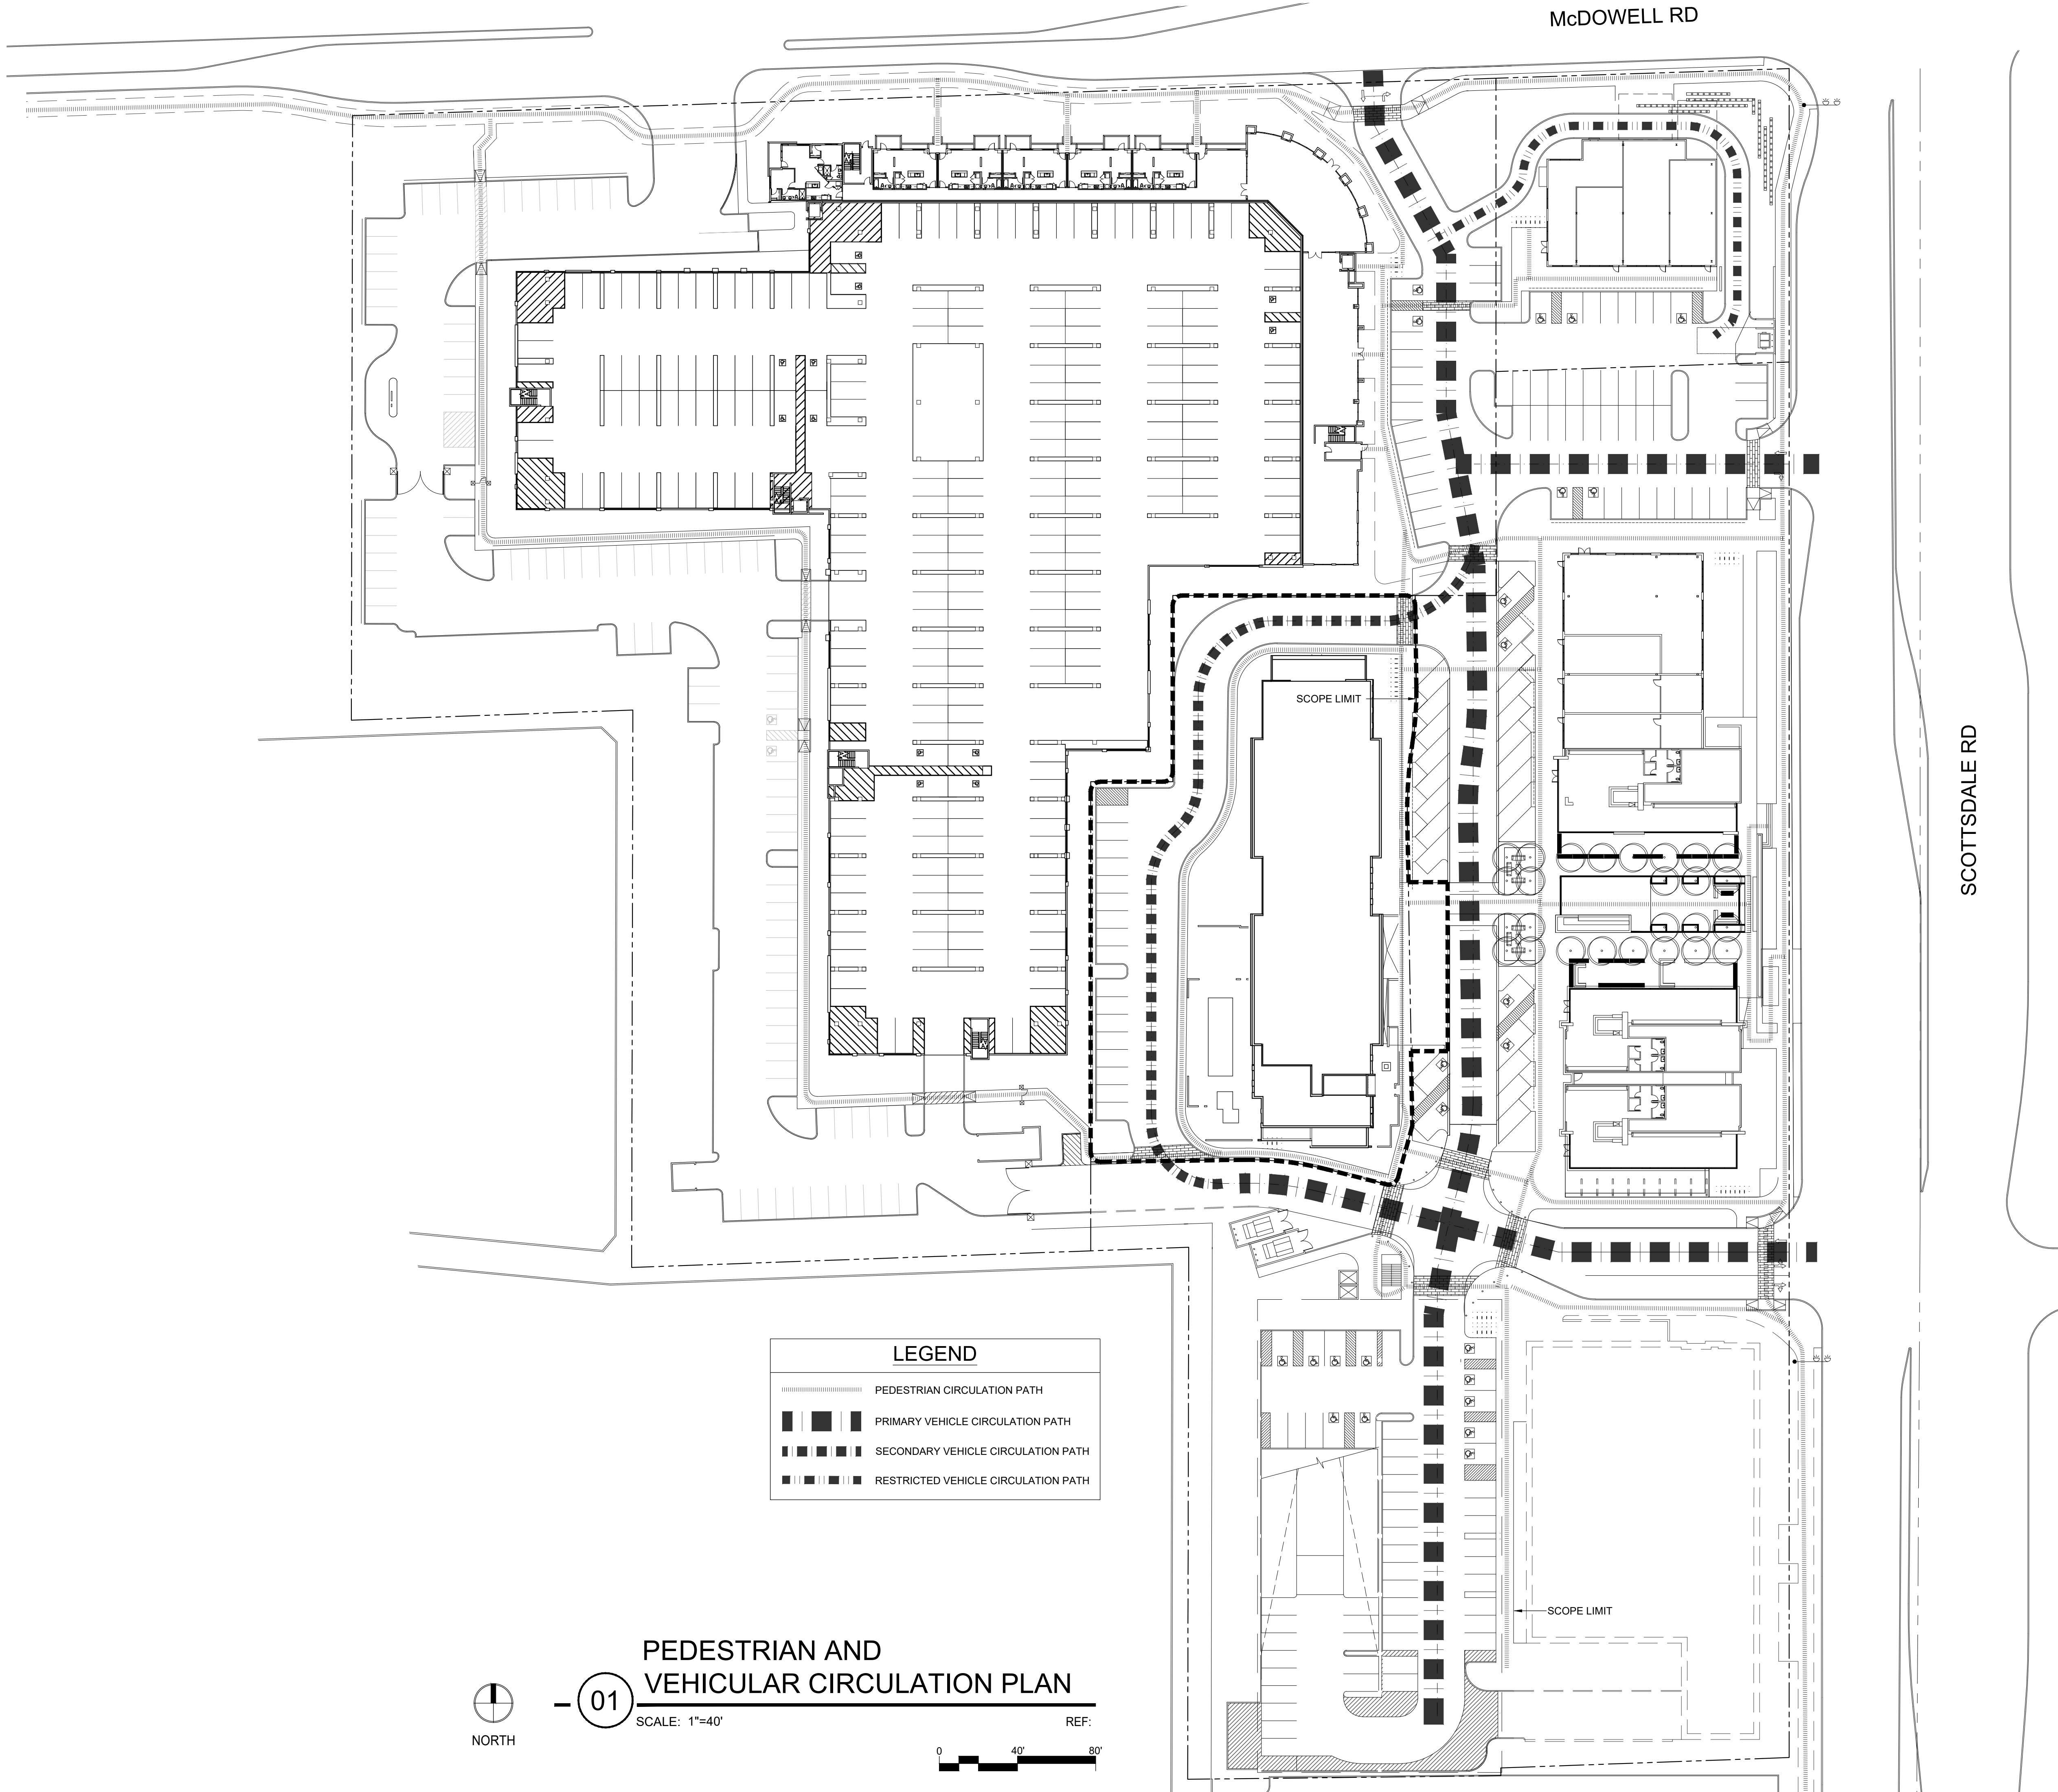 McDOWELL RD
SCOPE LIMIT
SCOTTSDALE RD
LEGEND
PEDESTRIAN CIRCULATION PATH
PRIMARY VEHICLE CIRCULATION PATH
SECONDARY VEHICLE CIRCULATION PATH
RESTRICTED VEHICLE CIRCULATION PATH
SCOPE LIMIT
PEDESTRIAN AND
VEHICULAR CIRCULATION PLAN
01
SCALE: 1"=40'
REF:
NORTH
0 40' 80'